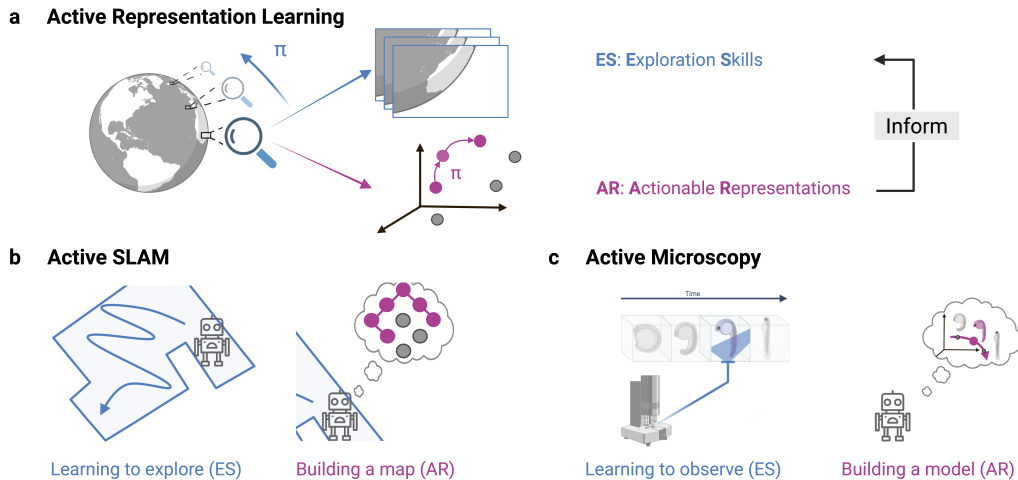 a Active Representation Learning
π
ES: Exploration Skills
Inform
π
AR: Actionable Representations
b Active SLAM
c Active Microscopy
Time
Learning to explore (ES)
Building a map (AR)
Learning to observe (ES)
Building a model (AR)